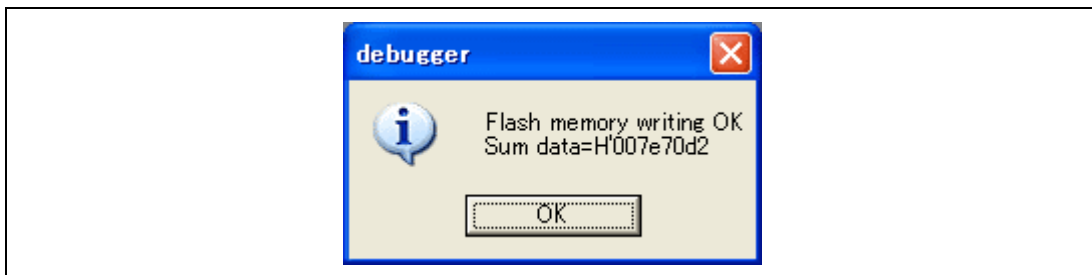 debugger
Flash memory writing OK
Sum data=H'007e70d2
OK